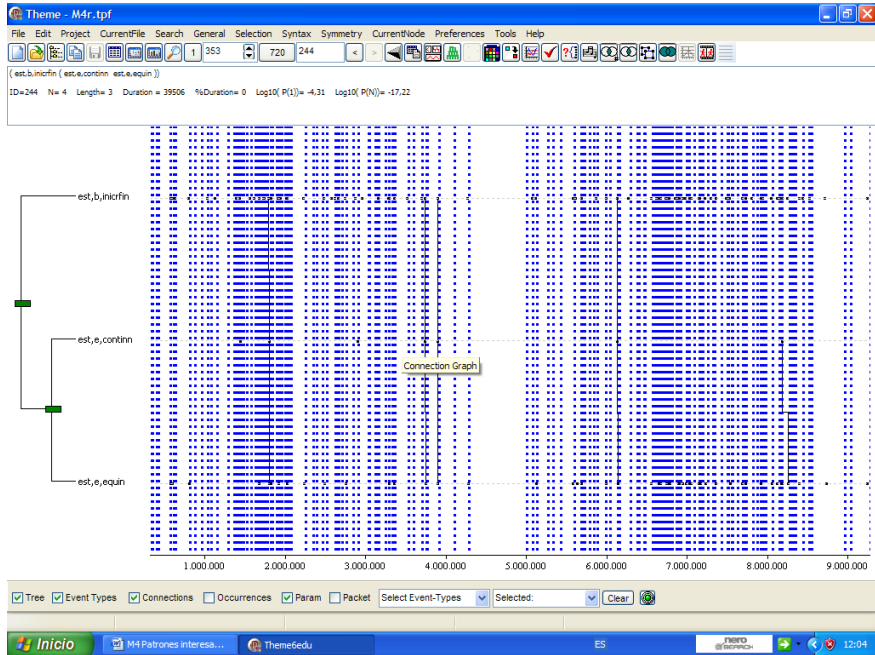 Theme - M4r.tpf
File Edit Project CurrentFile Search General Selection Syntax Symmetry CurrentNode Preferences Tools Help
1 353 720 244 < >
( est,b,inicrfin ( est,e,continn est,e,equin ))
ID=244 N= 4 Length= 3 Duration = 39506 %Duration= 0 Log10( P(1))= -4,31 Log10( P(N))= -17,22
est,b,inicrfin
est,e,continn
Connection Graph
est,e,equin
1.000.000 2.000.000 3.000.000 4.000.000 5.000.000 6.000.000 7.000.000 8.000.000 9.000.000
Tree Event Types Connections Occurrences Param Packet Select Event-Types Selected: Clear
Inicio M4 Patrones interesa... Theme6edu ES nero SEARCH 12:04